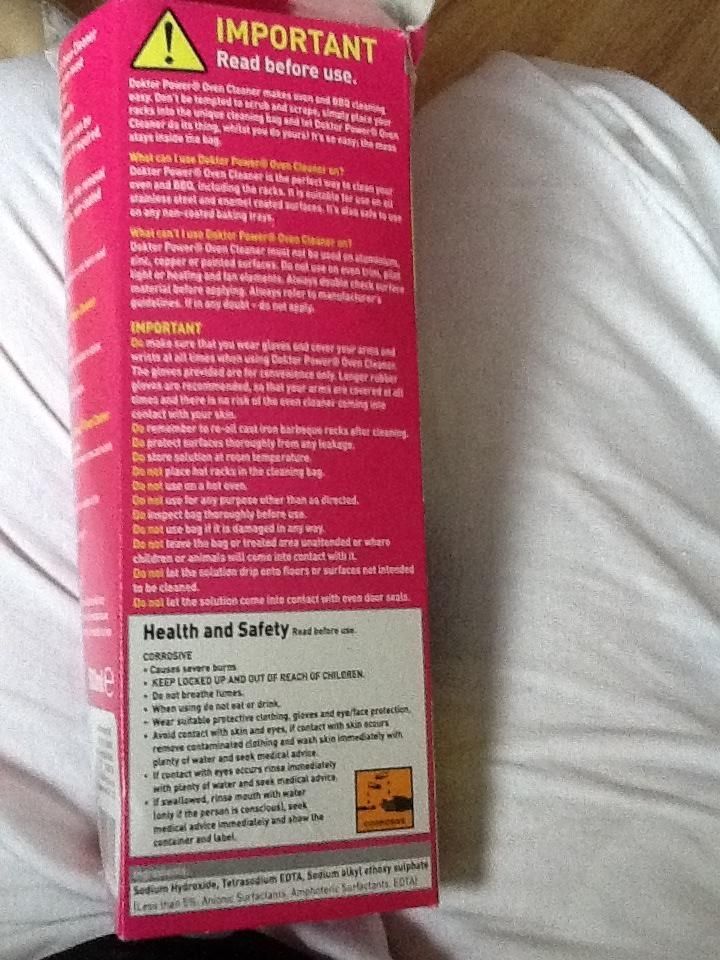 IMPORTANT
Read before use.
Doktor Power® Oven Cleaner makes oven and BBQ cleaning
easy. Don't be tempted to scrub and scrape, simply place your
racks into the unique cleaning bag and let Doktor Power® Oven
Cleaner do its thing, whilst you do yours! It's so easy; the mess
stays inside the bag.
What can I use Doktor Power® Oven Cleaner on?
Doktor Power® Oven Cleaner is the perfect way to clean your
oven and BBQ, including the racks. It is suitable for use on all
stainless steel and enamel coated surfaces. It's also safe to use
on any non-coated baking trays.
What can't I use Doktor Power® Oven Cleaner on?
Doktor Power® Oven Cleaner must not be used on aluminium,
zinc, copper or painted surfaces. Do not use on oven trim, pilot
light or heating and fan elements. Always double check surface
material before applying. Always refer to manufacturer's
guidelines. If in any doubt - do not apply.
IMPORTANT
Do make sure that you wear gloves and cover your arms and
wrists at all times when using Doktor Power® Oven Cleaner.
The gloves provided are for convenience only. Longer rubber
gloves are recommended, so that your arms are covered at all
times and there is no risk of the oven cleaner coming into
contact with your skin.
Do remember to re-oil cast iron barbeque racks after cleaning.
Do protect surfaces thoroughly from any leakage.
Do store solution at room temperature.
Do not place hot racks in the cleaning bag.
Do not use on a hot oven.
Do not use for any purpose other than as directed.
Do inspect bag thoroughly before use.
Do not use bag if it is damaged in any way.
Do not leave the bag or treated area unattended or where
children or animals will come into contact with it.
Do not let the solution drip onto floors or surfaces not intended
to be cleaned.
Do not let the solution come into contact with oven door seals.
Health and Safety Read before use.
CORROSIVE
• Causes severe burns
• KEEP LOCKED UP AND OUT OF REACH OF CHILDREN.
• Do not breathe fumes.
• When using do not eat or drink.
• Wear suitable protective clothing, gloves and eye/face protection.
• Avoid contact with skin and eyes, if contact with skin occurs
remove contaminated clothing and wash skin immediately with
plenty of water and seek medical advice.
• If contact with eyes occurs rinse immediately
with plenty of water and seek medical advice.
• If swallowed, rinse mouth with water
(only if the person is conscious), seek
medical advice immediately and show the
container and label.
CORROSIVE
Sodium Hydroxide, Tetrasodium EDTA, Sodium alkyl ethoxy sulphate
(Less than 5%, Anionic Surfactants, Amphoteric Surfactants, EDTA)